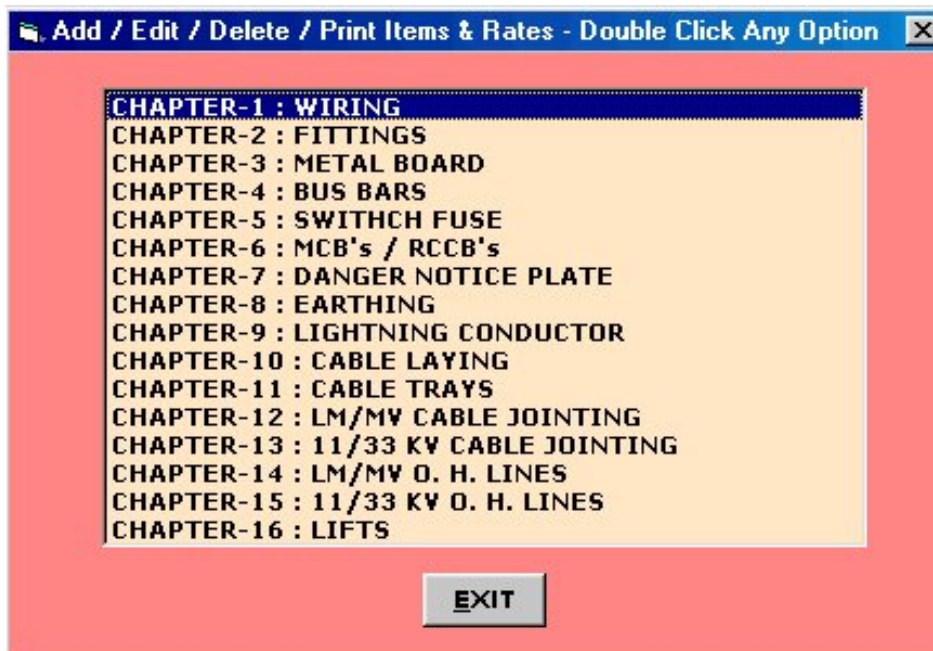 Add / Edit / Delete / Print Items & Rates - Double Click Any Option
CHAPTER-1 : WIRING
CHAPTER-2 : FITTINGS
CHAPTER-3 : METAL BOARD
CHAPTER-4 : BUS BARS
CHAPTER-5 : SWITHCH FUSE
CHAPTER-6 : MCB's / RCCB's
CHAPTER-7 : DANGER NOTICE PLATE
CHAPTER-8 : EARTHING
CHAPTER-9 : LIGHTNING CONDUCTOR
CHAPTER-10 : CABLE LAYING
CHAPTER-11 : CABLE TRAYS
CHAPTER-12 : LM/MV CABLE JOINTING
CHAPTER-13 : 11/33 KV CABLE JOINTING
CHAPTER-14 : LM/MV O. H. LINES
CHAPTER-15 : 11/33 KV O. H. LINES
CHAPTER-16 : LIFTS
EXIT